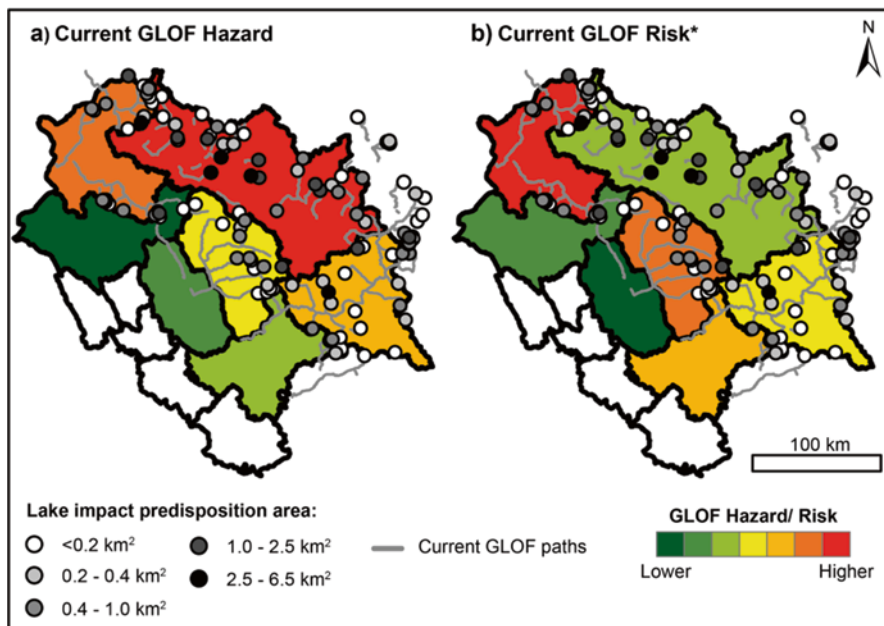 a) Current GLOF Hazard
b) Current GLOF Risk*
N
100 km
Lake impact predisposition area:
<0.2 km²
0.2 - 0.4 km²
0.4 - 1.0 km²
1.0 - 2.5 km²
2.5 - 6.5 km²
Current GLOF paths
GLOF Hazard/ Risk
Lower
Higher